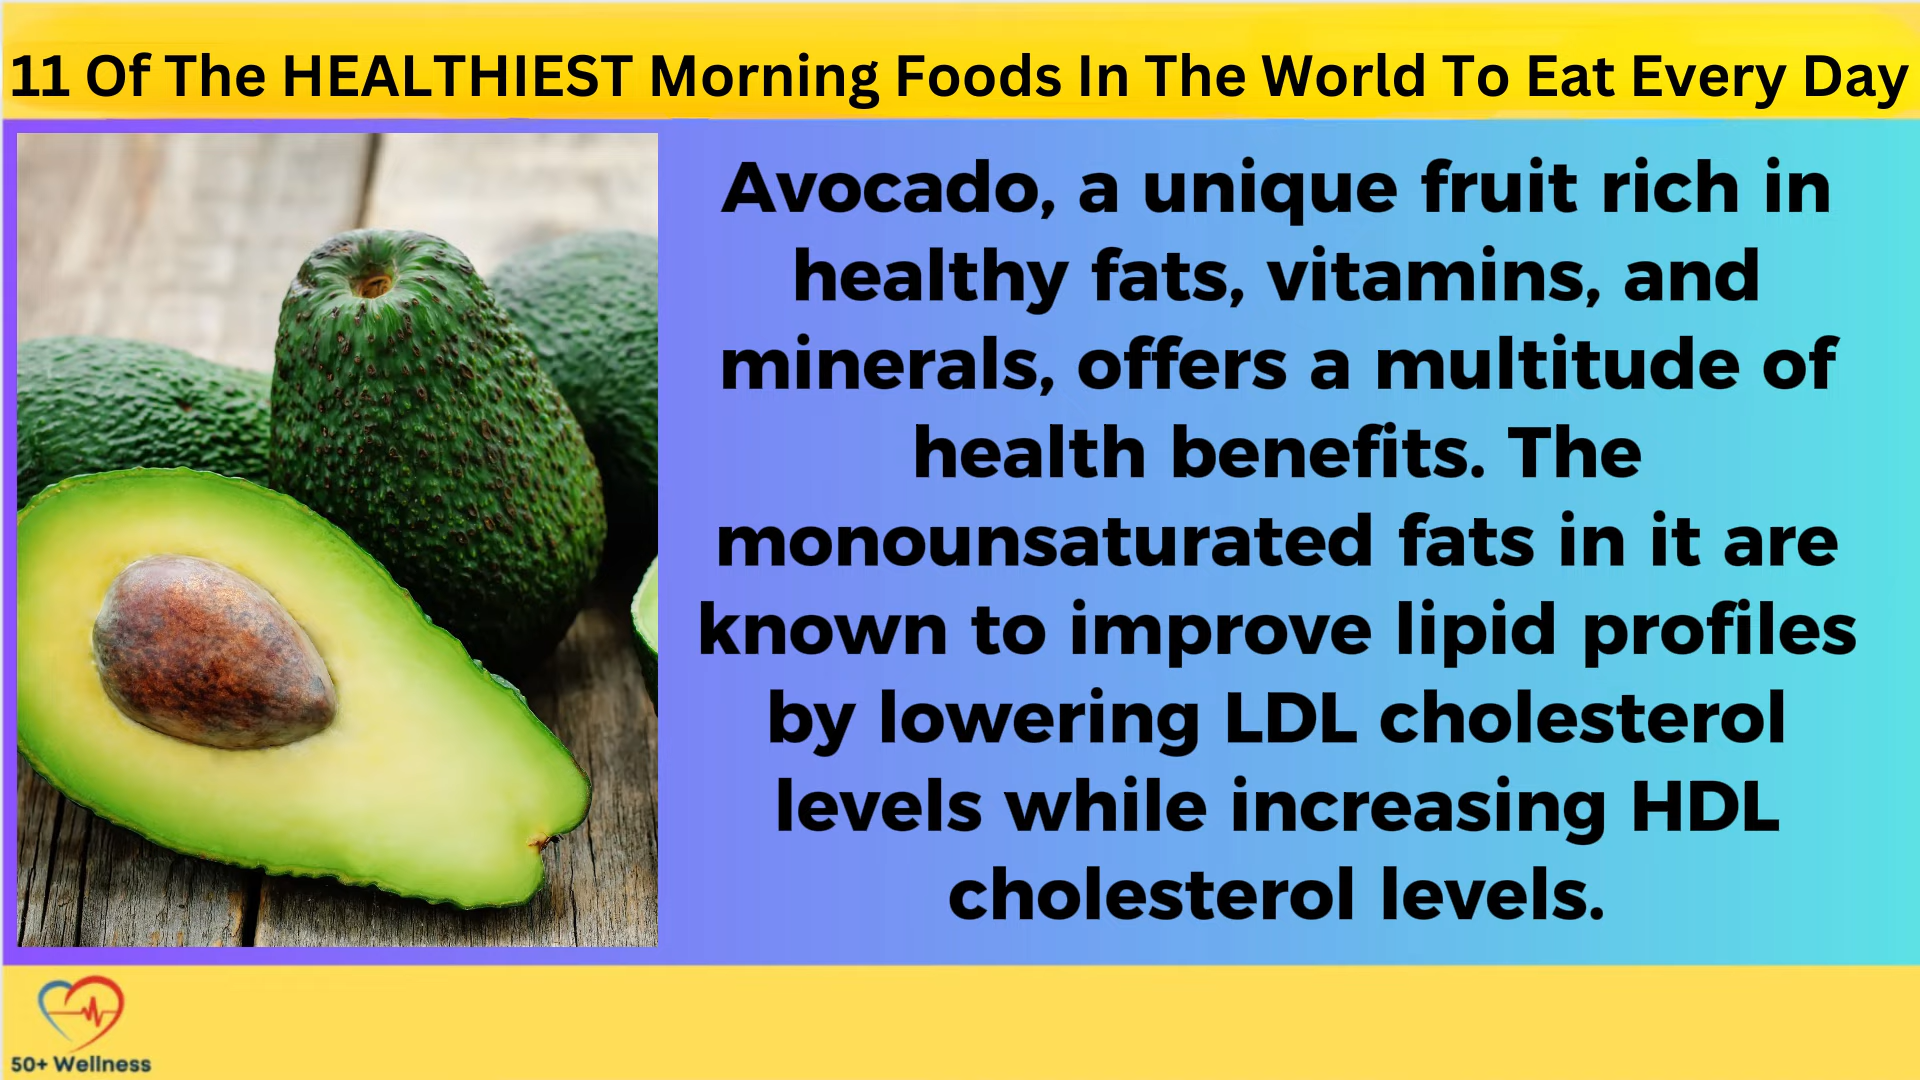 11 Of The HEALTHIEST Morning Foods In The World To Eat Every Day
Avocado, a unique fruit rich in
healthy fats, vitamins, and
minerals, offers a multitude of
health benefits. The
monounsaturated fats in it are
known to improve lipid profiles
by lowering LDL cholesterol
levels while increasing HDL
cholesterol levels.
50+ Wellness